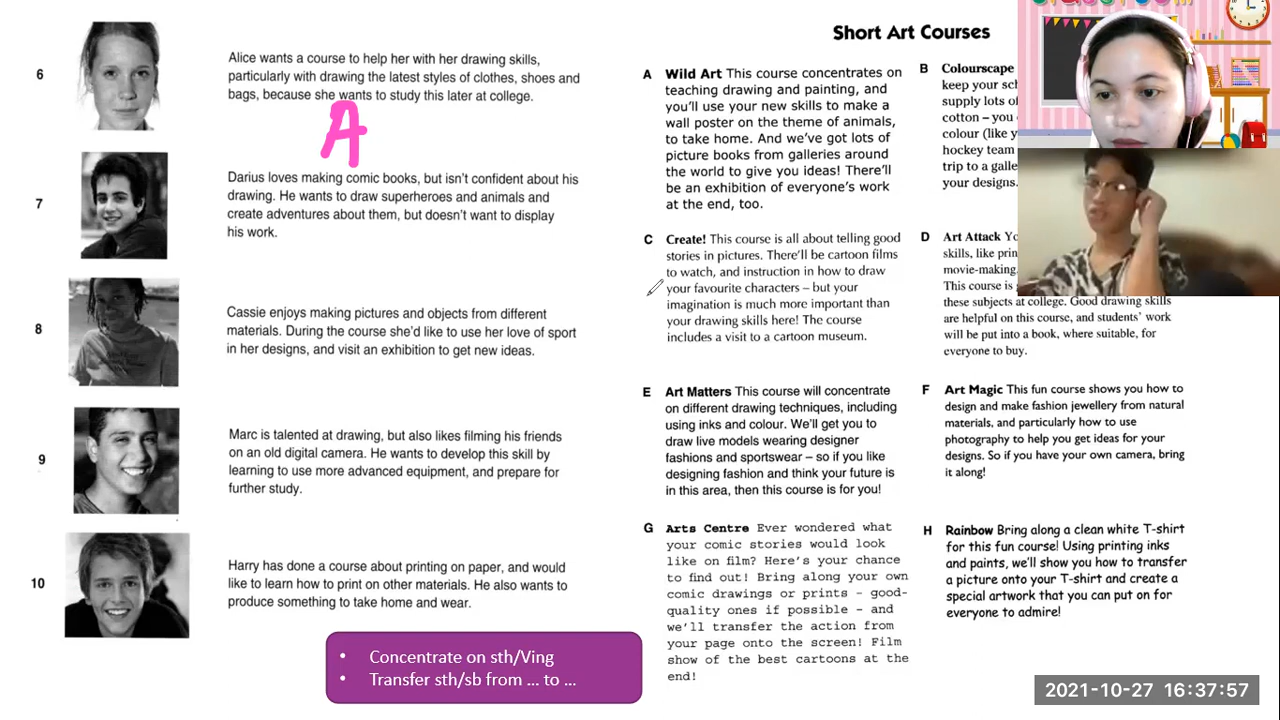 Short Art Courses
6
Alice wants a course to help her with her drawing skills,
particularly with drawing the latest styles of clothes, shoes and
bags, because she wants to study this later at college.
A
7
Darius loves making comic books, but isn't confident about his
drawing. He wants to draw superheroes and animals and
create adventures about them, but doesn't want to display
his work.
8
Cassie enjoys making pictures and objects from different
materials. During the course she'd like to use her love of sport
in her designs, and visit an exhibition to get new ideas.
9
Marc is talented at drawing, but also likes filming his friends
on an old digital camera. He wants to develop this skill by
learning to use more advanced equipment, and prepare for
further study.
10
Harry has done a course about printing on paper, and would
like to learn how to print on other materials. He also wants to
produce something to take home and wear.
• Concentrate on sth/Ving
• Transfer sth/sb from ... to ...
A Wild Art This course concentrates on
teaching drawing and painting, and
you'll use your new skills to make a
wall poster on the theme of animals,
to take home. And we've got lots of
picture books from galleries around
the world to give you ideas! There'll
be an exhibition of everyone's work
at the end, too.
B Colourscape
keep your
supply lots
cotton – you
colour (like
hockey team
trip to a
your designs.
C Create! This course is all about telling good
stories in pictures. There'll be cartoon films
to watch, and instruction in how to draw
your favourite characters – but your
imagination is much more important than
your drawing skills here! The course
includes a visit to a cartoon museum.
D Art Attack
skills, like
movie-making.
This course is
these subjects at college. Good drawing skills
are helpful on this course, and students' work
will be put into a book, where suitable, for
everyone to buy.
E Art Matters This course will concentrate
on different drawing techniques, including
using inks and colour. We'll get you to
draw live models wearing designer
fashions and sportswear – so if you like
designing fashion and think your future is
in this area, then this course is for you!
F Art Magic This fun course shows you how to
design and make fashion jewellery from natural
materials, and particularly how to use
photography to help you get ideas for your
designs. So if you have your own camera, bring
it along!
G Arts Centre Ever wondered what
your comic stories would look
like on film? Here's your chance
to find out! Bring along your own
comic drawings or prints – good-
quality ones if possible – and
we'll transfer the action from
your page onto the screen! Film
show of the best cartoons at the
end!
H Rainbow Bring along a clean white T-shirt
for this fun course! Using printing inks
and paints, we'll show you how to transfer
a picture onto your T-shirt and create a
special artwork that you can put on for
everyone to admire!
2021-10-27 16:37:57